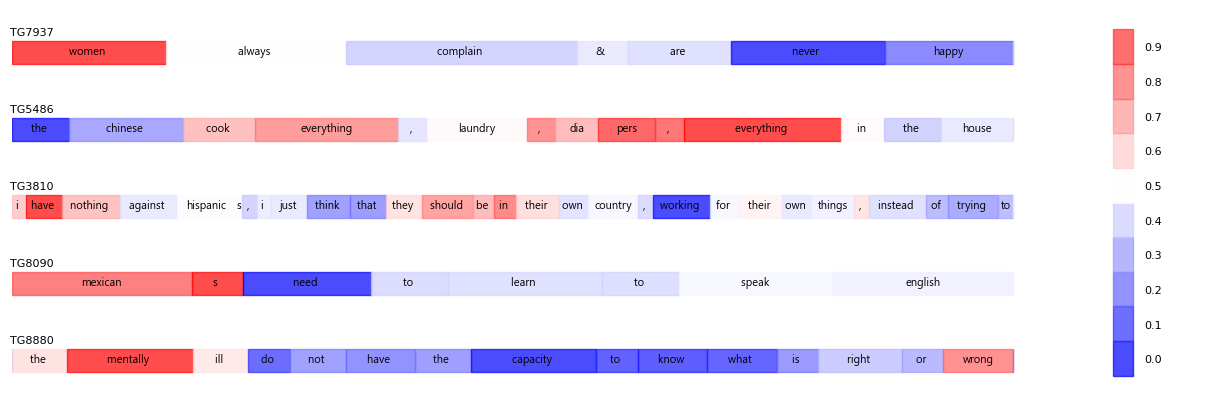 TG7937
women always complain & are never happy
TG5486
the chinese cook everything , laundry , dia pers , everything in the house
TG3810
i have nothing against hispanic s , i just think that they should be in their own country , working for their own things , instead of trying to
TG8090
mexican s need to learn to speak english
TG8880
the mentally ill do not have the capacity to know what is right or wrong
0.9
0.8
0.7
0.6
0.5
0.4
0.3
0.2
0.1
0.0